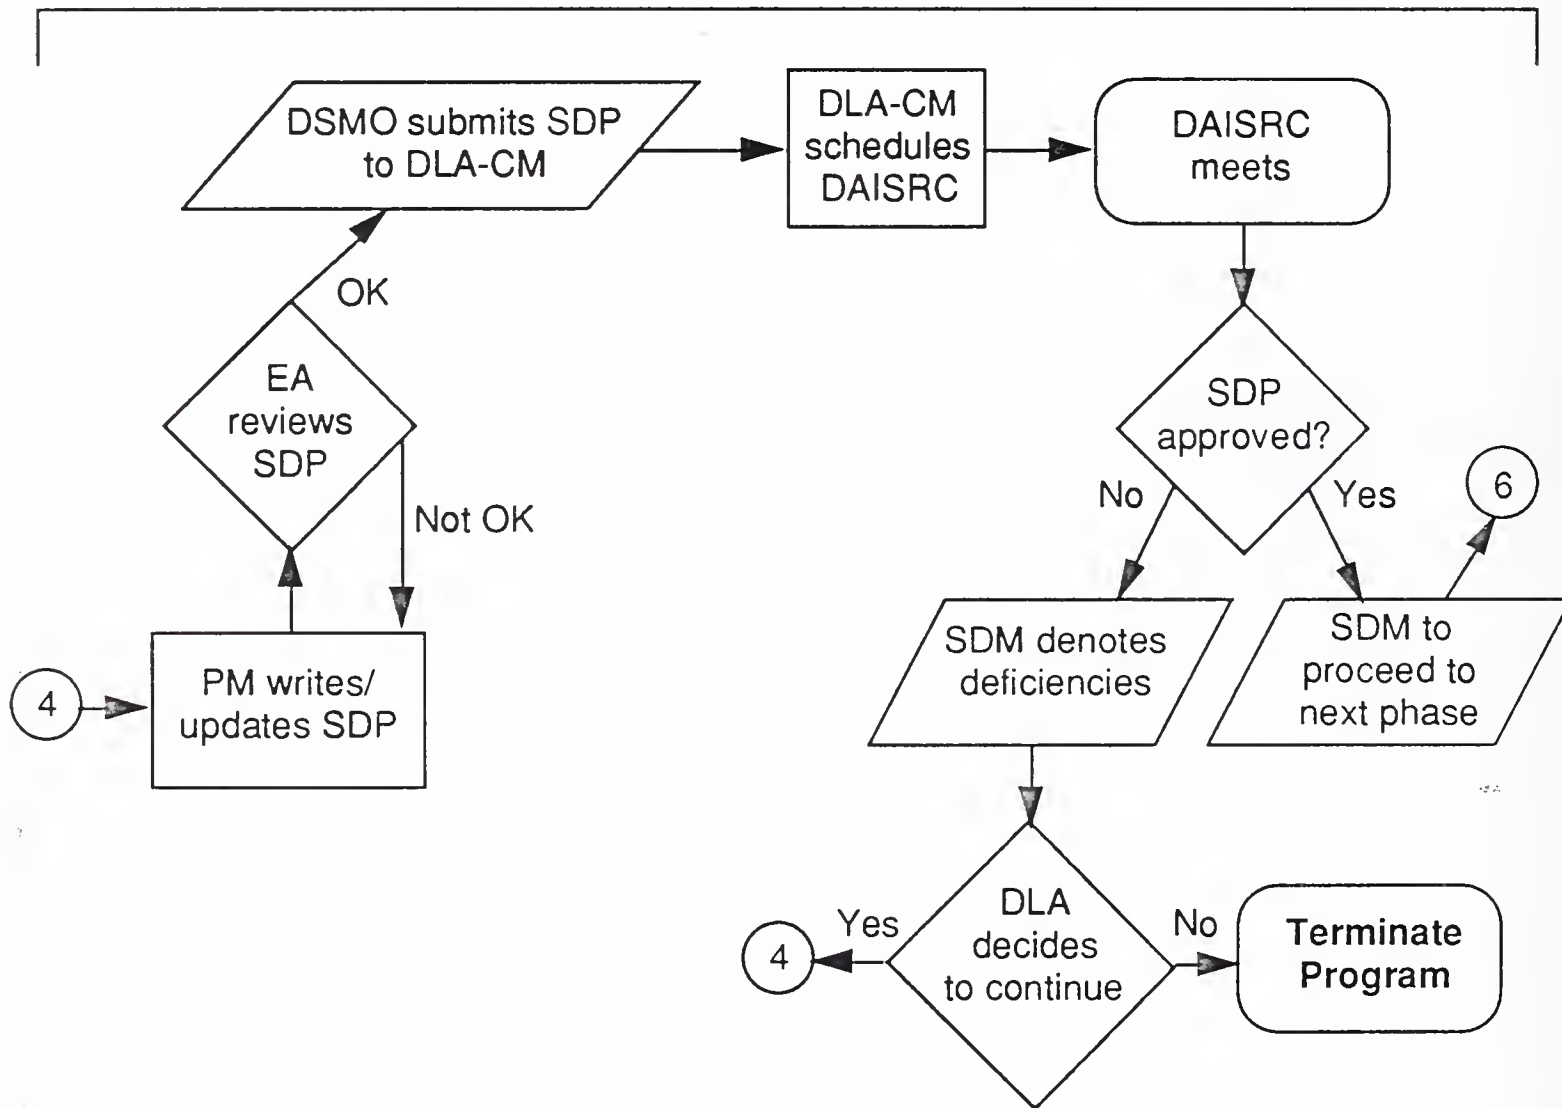 DSMO submits SDP
to DLA-CM
DLA-CM
schedules
DAISRC
DAISRC
meets
OK
EA
reviews
SDP
Not OK
4
PM writes/
updates SDP
SDP
approved?
No
Yes
6
SDM denotes
deficiencies
SDM to
proceed to
next phase
4
Yes
DLA
decides
to continue
No
Terminate
Program